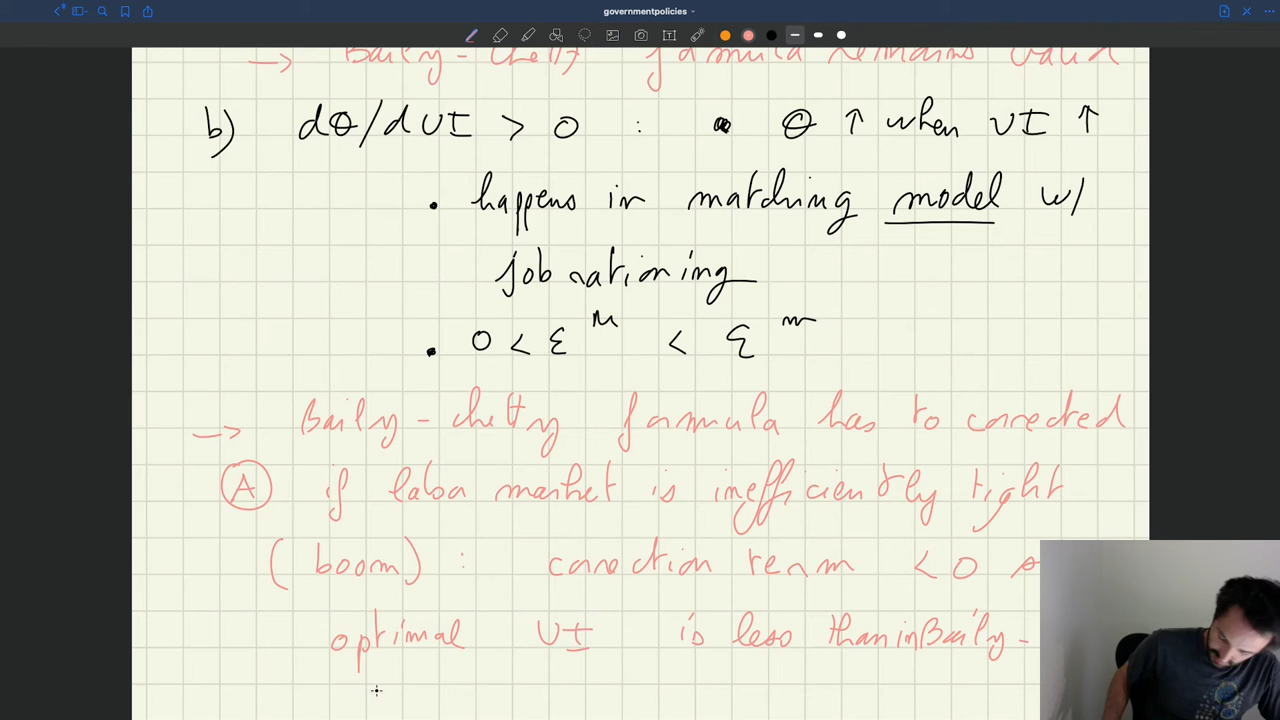 governmentpolicies
→ Baily-Chetty formula remains valid
b) dθ/dUI > 0 : • θ ↑ when UI ↑
• happens in matching model w/
job rationing
• 0 < ε^M < ε^m
→ Baily-Chetty formula has to corrected
(A) if labor market is inefficiently tight
(boom) : correction term < 0
optimal UI is less than in Baily-